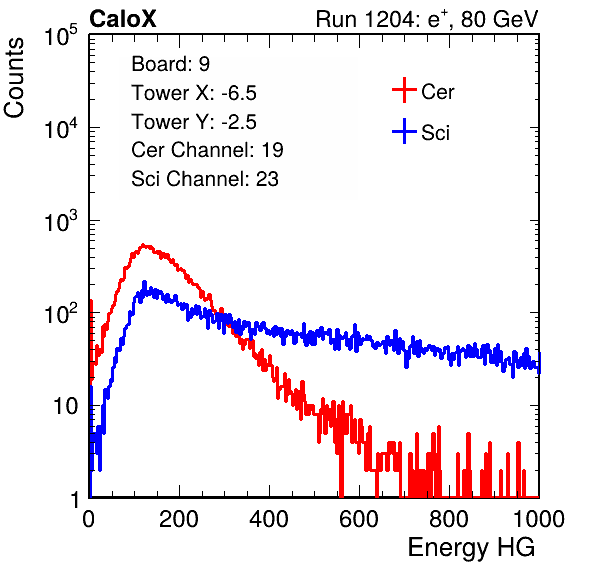 CaloX Run 1204: e⁺, 80 GeV
Counts
10⁵
10⁴
10³
10²
10
1
Board: 9
Tower X: -6.5
Tower Y: -2.5
Cer Channel: 19
Sci Channel: 23
Cer
Sci
0 200 400 600 800 1000
Energy HG